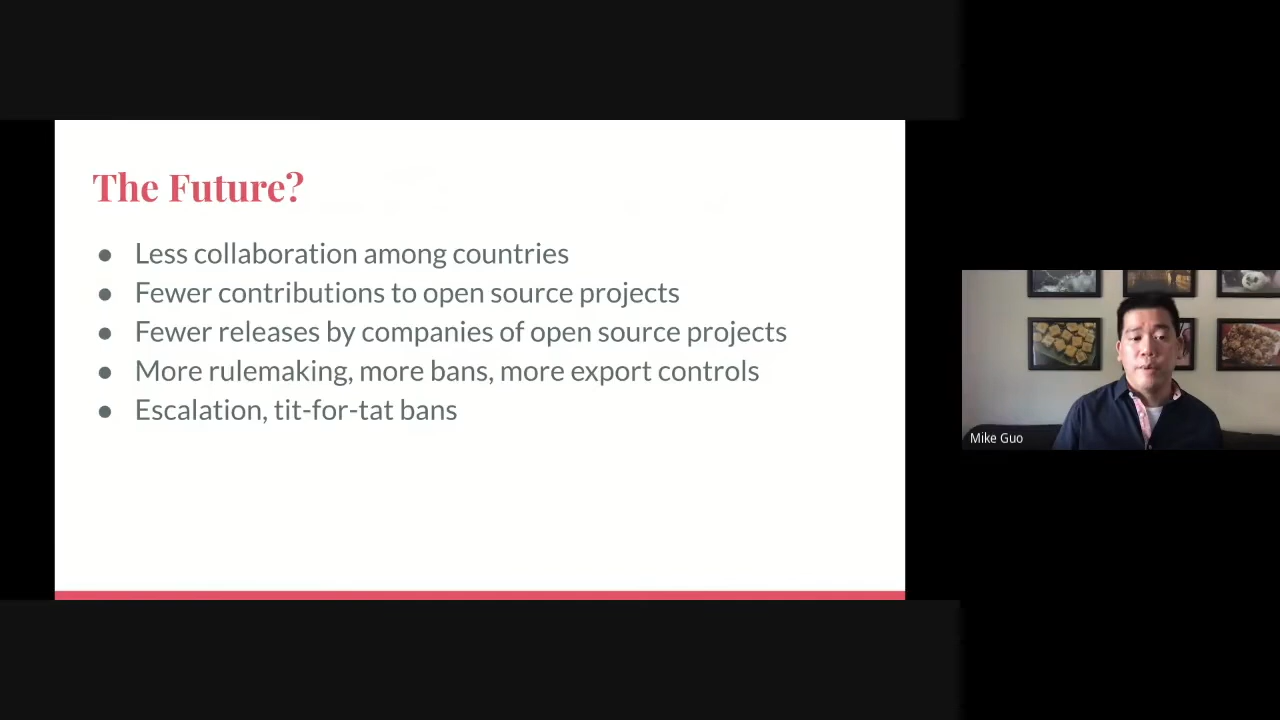 The Future?
● Less collaboration among countries
● Fewer contributions to open source projects
● Fewer releases by companies of open source projects
● More rulemaking, more bans, more export controls
● Escalation, tit-for-tat bans
Mike Guo